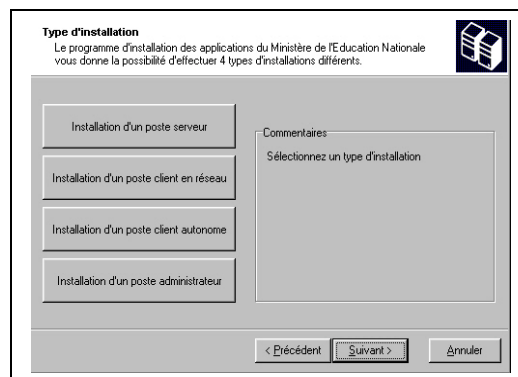 Type d'installation
Le programme d'installation des applications du Ministère de l'Education Nationale
vous donne la possibilité d'effectuer 4 types d'installations différents.
Installation d'un poste serveur
Installation d'un poste client en réseau
Installation d'un poste client autonome
Installation d'un poste administrateur
Commentaires
Sélectionnez un type d'installation
< Précédent
Suivant >
Annuler